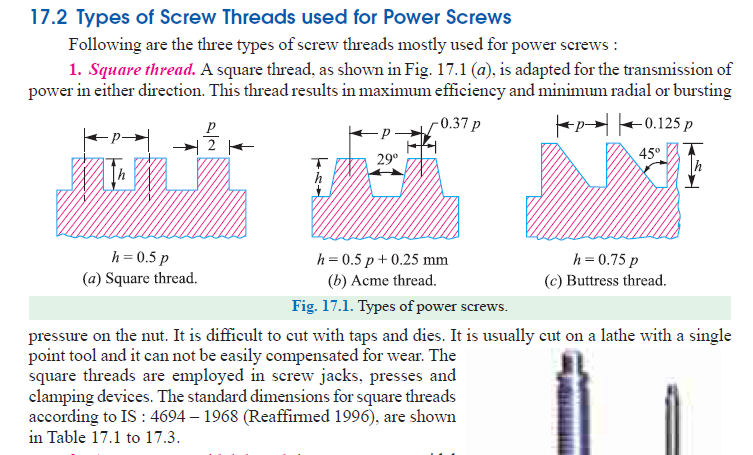 17.2 Types of Screw Threads used for Power Screws
Following are the three types of screw threads mostly used for power screws :
1. Square thread. A square thread, as shown in Fig. 17.1 (a), is adapted for the transmission of
power in either direction. This thread results in maximum efficiency and minimum radial or bursting
p
p
2
h
h = 0.5 p
(a) Square thread.
p
0.37 p
29°
h
h = 0.5 p + 0.25 mm
(b) Acme thread.
p
0.125 p
45°
h
h = 0.75 p
(c) Buttress thread.
Fig. 17.1. Types of power screws.
pressure on the nut. It is difficult to cut with taps and dies. It is usually cut on a lathe with a single
point tool and it can not be easily compensated for wear. The
square threads are employed in screw jacks, presses and
clamping devices. The standard dimensions for square threads
according to IS : 4694 – 1968 (Reaffirmed 1996), are shown
in Table 17.1 to 17.3.